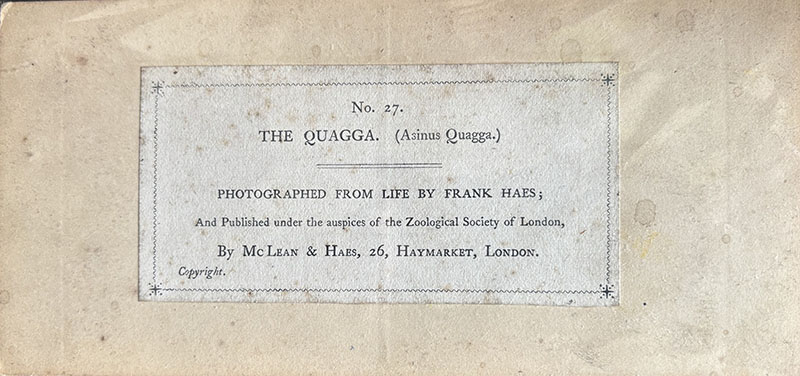 No. 27.
THE QUAGGA. (Asinus Quagga.)
PHOTOGRAPHED FROM LIFE BY FRANK HAES;
And Published under the auspices of the Zoological Society of London,
By McLean & Haes, 26, Haymarket, London.
Copyright.